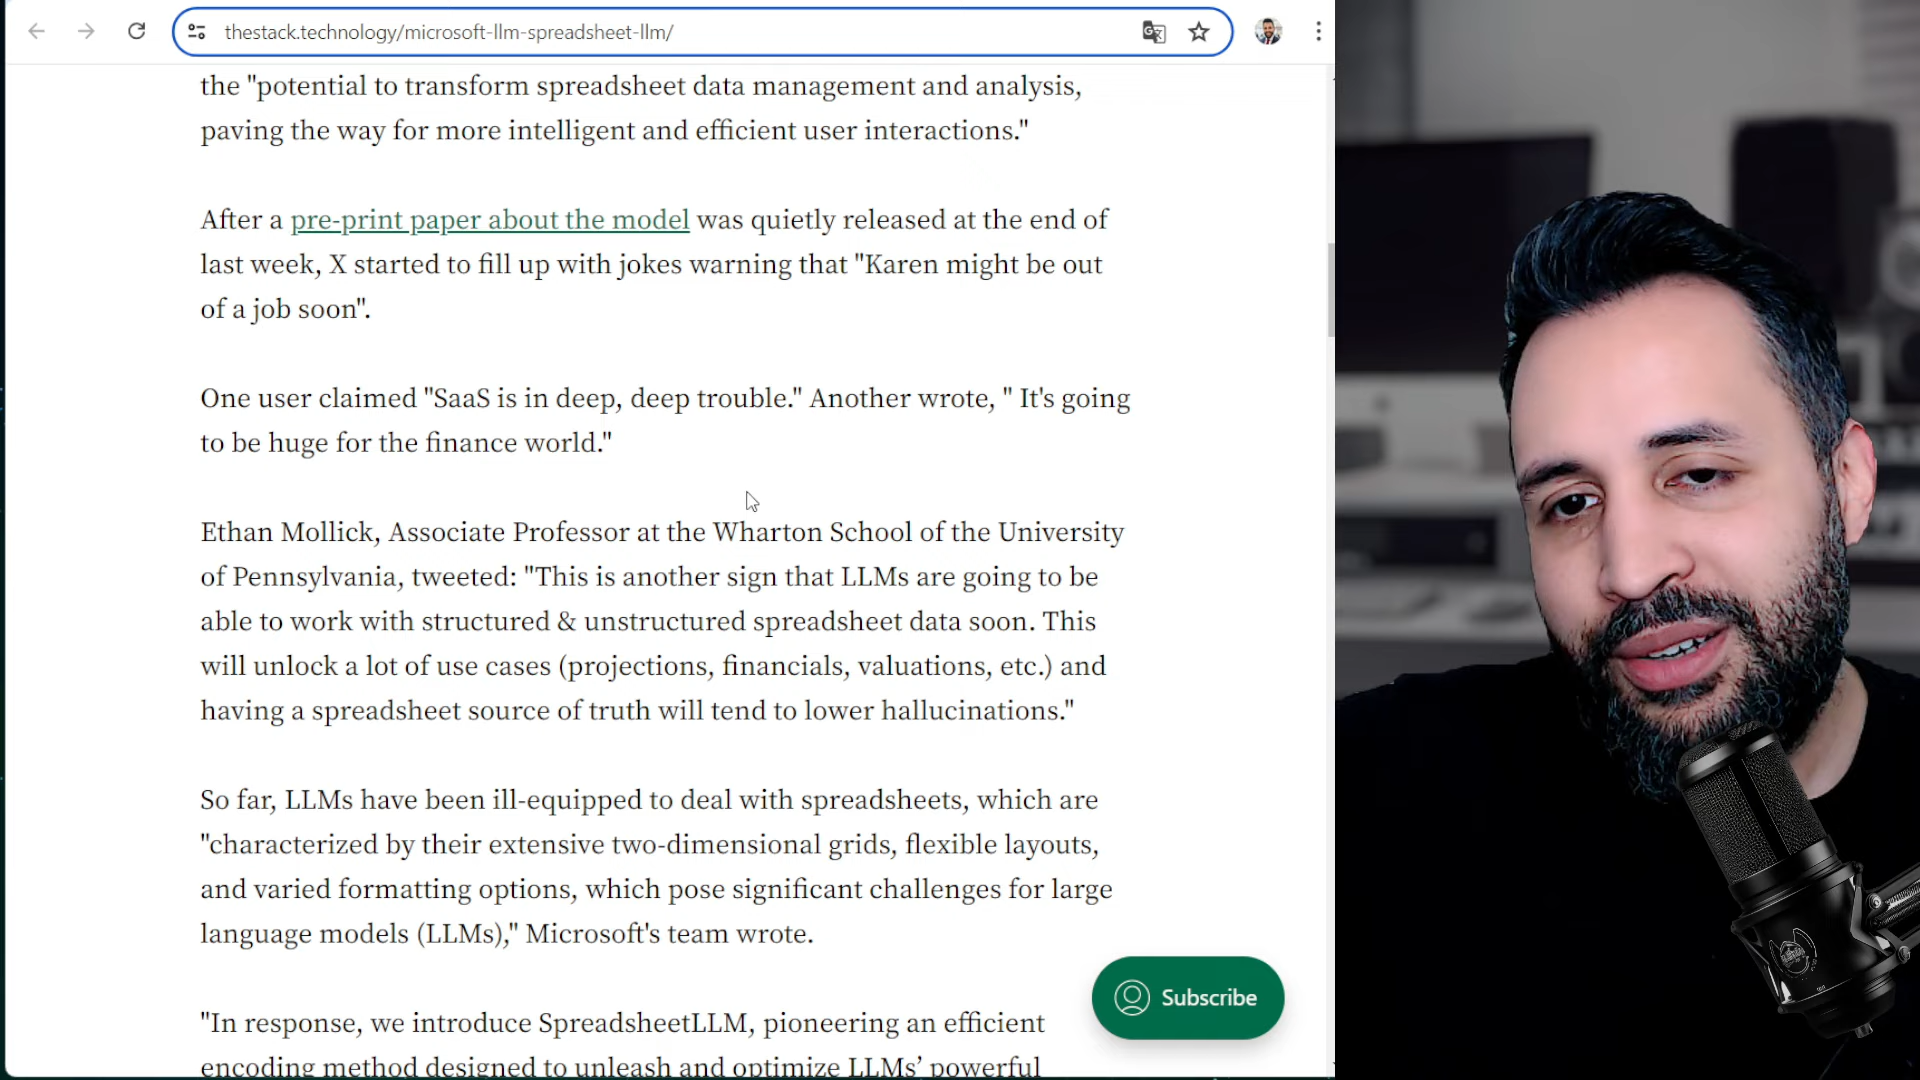 thestack.technology/microsoft-llm-spreadsheet-llm/
the "potential to transform spreadsheet data management and analysis,
paving the way for more intelligent and efficient user interactions."
After a pre-print paper about the model was quietly released at the end of
last week, X started to fill up with jokes warning that "Karen might be out
of a job soon".
One user claimed "SaaS is in deep, deep trouble." Another wrote, " It's going
to be huge for the finance world."
Ethan Mollick, Associate Professor at the Wharton School of the University
of Pennsylvania, tweeted: "This is another sign that LLMs are going to be
able to work with structured & unstructured spreadsheet data soon. This
will unlock a lot of use cases (projections, financials, valuations, etc.) and
having a spreadsheet source of truth will tend to lower hallucinations."
So far, LLMs have been ill-equipped to deal with spreadsheets, which are
"characterized by their extensive two-dimensional grids, flexible layouts,
and varied formatting options, which pose significant challenges for large
language models (LLMs)," Microsoft's team wrote.
Subscribe
"In response, we introduce SpreadsheetLLM, pioneering an efficient
encoding method designed to unleash and optimize LLMs’ powerful